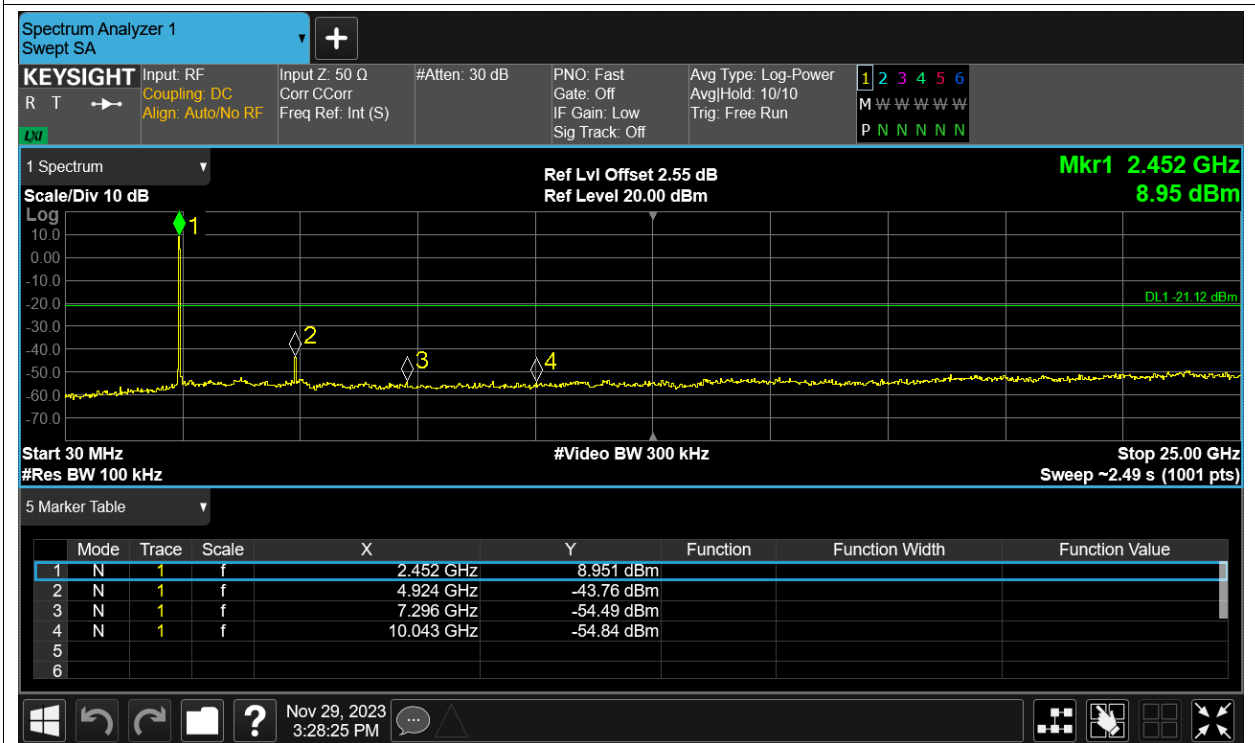 Spectrum Analyzer 1
Swept SA
+
KEYSIGHT
R T
LXI
Input: RF
Coupling: DC
Align: Auto/No RF
Input Z: 50 Ω
Corr CCorr
Freq Ref: Int (S)
#Atten: 30 dB
PNO: Fast
Gate: Off
IF Gain: Low
Sig Track: Off
Avg Type: Log-Power
Avg|Hold: 10/10
Trig: Free Run
1 2 3 4 5 6
M W W W W W
P N N N N N
1 Spectrum
Scale/Div 10 dB
Ref Lvl Offset 2.55 dB
Ref Level 20.00 dBm
Mkr1 2.452 GHz
8.95 dBm
Log
10.0
0.00
-10.0
-20.0
-30.0
-40.0
-50.0
-60.0
-70.0
1
2
3
4
DL1 -21.12 dBm
Start 30 MHz
#Video BW 300 kHz
Stop 25.00 GHz
#Res BW 100 kHz
Sweep ~2.49 s (1001 pts)
5 Marker Table
Mode Trace Scale X Y Function Function Width Function Value
1 N 1 f 2.452 GHz 8.951 dBm
2 N 1 f 4.924 GHz -43.76 dBm
3 N 1 f 7.296 GHz -54.49 dBm
4 N 1 f 10.043 GHz -54.84 dBm
5
6
?
Nov 29, 2023
3:28:25 PM